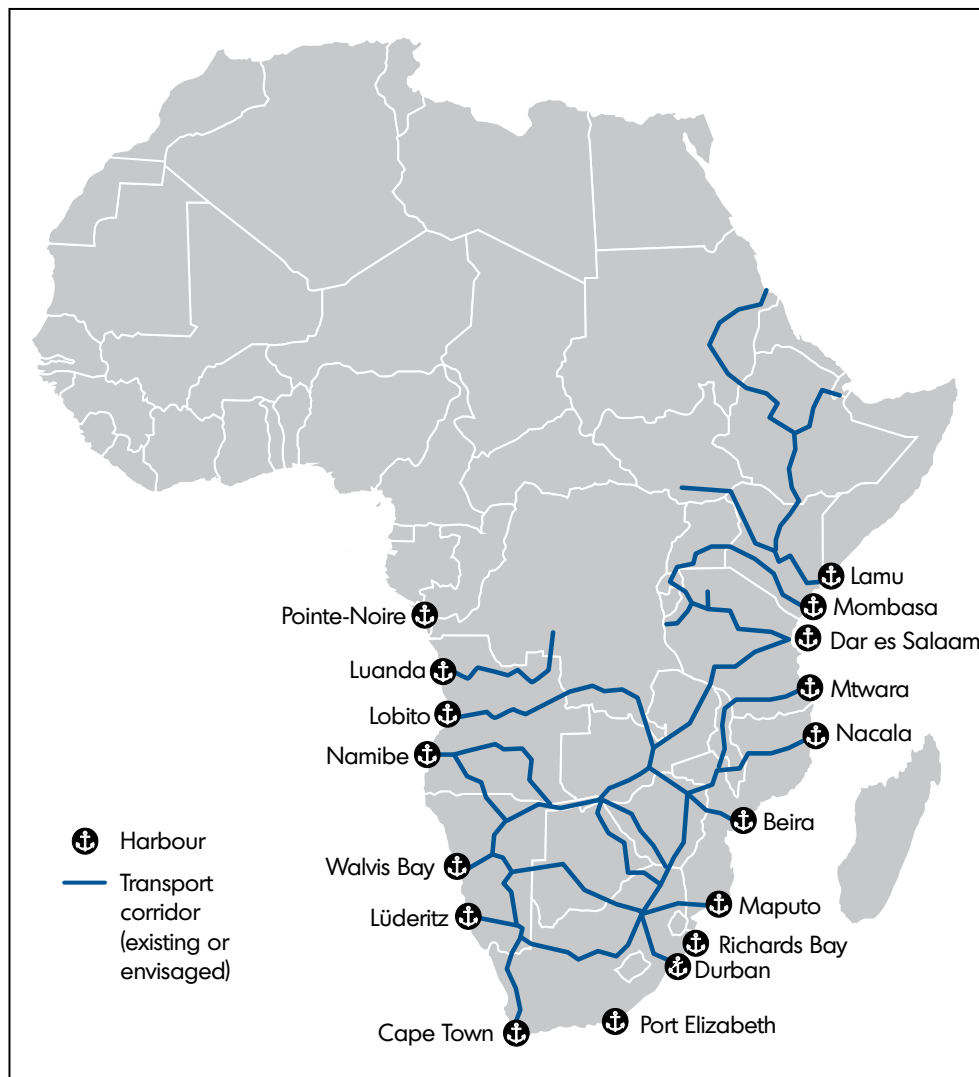 Lamu
Mombasa
Pointe-Noire
Dar es Salaam
Luanda
Mtwara
Lobito
Nacala
Namibe
Beira
Harbour
Walvis Bay
Transport
corridor
(existing or
envisaged)
Maputo
Lüderitz
Richards Bay
Durban
Port Elizabeth
Cape Town